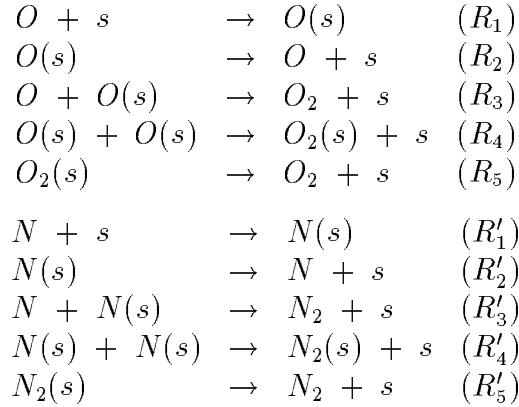 O + s → O(s) (R₁)
O(s) → O + s (R₂)
O + O(s) → O₂ + s (R₃)
O(s) + O(s) → O₂(s) + s (R₄)
O₂(s) → O₂ + s (R₅)
N + s → N(s) (R′₁)
N(s) → N + s (R′₂)
N + N(s) → N₂ + s (R′₃)
N(s) + N(s) → N₂(s) + s (R′₄)
N₂(s) → N₂ + s (R′₅)